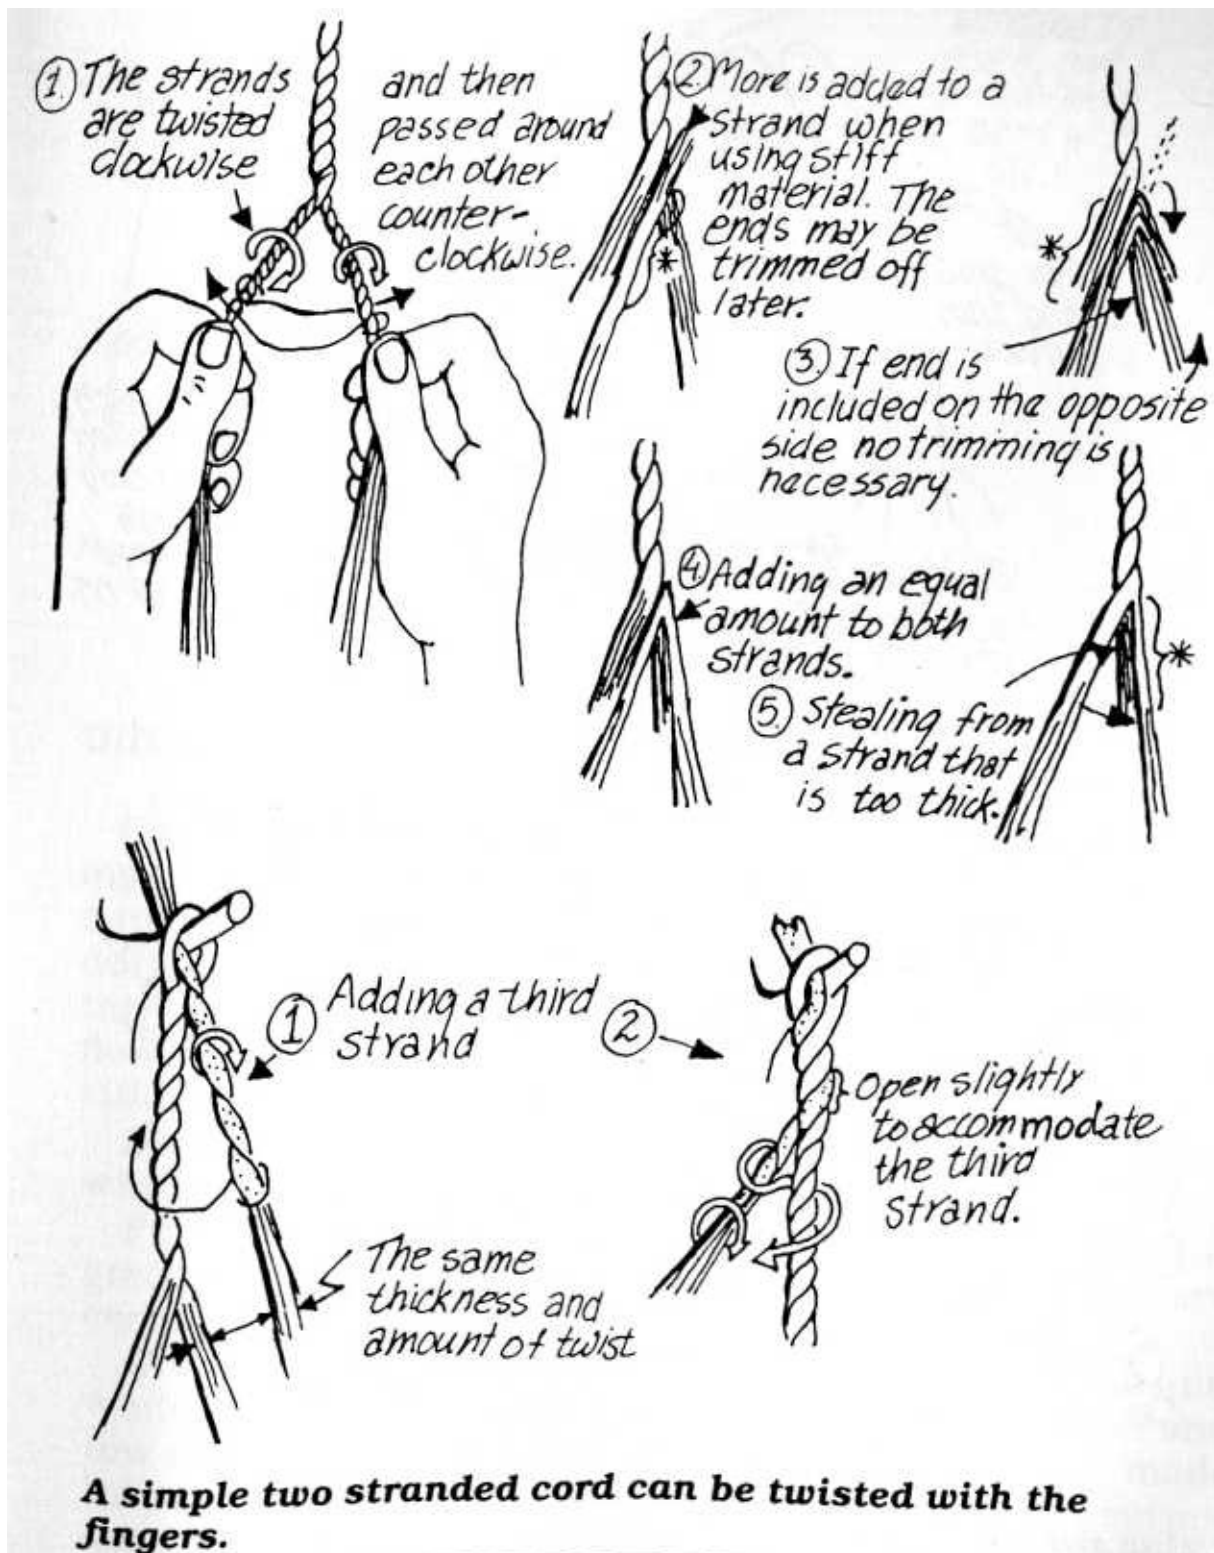 1. The strands
are twisted
clockwise
and then
passed around
each other
counter-
clockwise.
2. More is added to a
strand when
using stiff
material. The
ends may be
trimmed off
later.
*
*
3. If end is
included on the opposite
side no trimming is
necessary.
4 Adding an equal
amount to both
strands.
5. Stealing from
a strand that
is too thick.
*
1 Adding a third
strand
2
Open slightly
to accommodate
the third
strand.
The same
thickness and
amount of twist
A simple two stranded cord can be twisted with the
fingers.